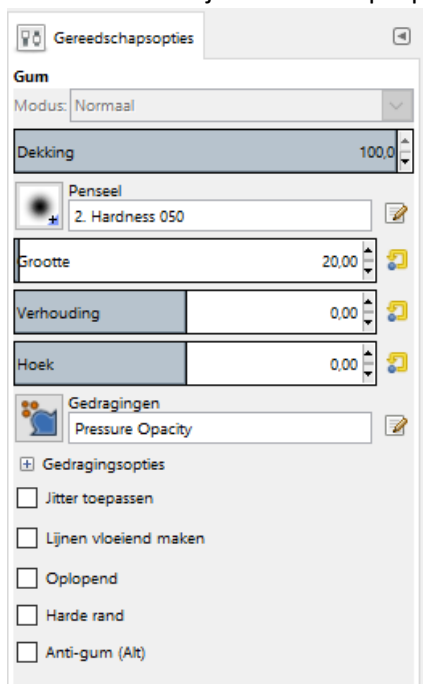 Gereedschapsopties
Gum
Modus: Normaal
Dekking 100,0
Penseel
2. Hardness 050
Grootte 20,00
Verhouding 0,00
Hoek 0,00
Gedragingen
Pressure Opacity
Gedragingsopties
Jitter toepassen
Lijnen vloeiend maken
Oplopend
Harde rand
Anti-gum (Alt)